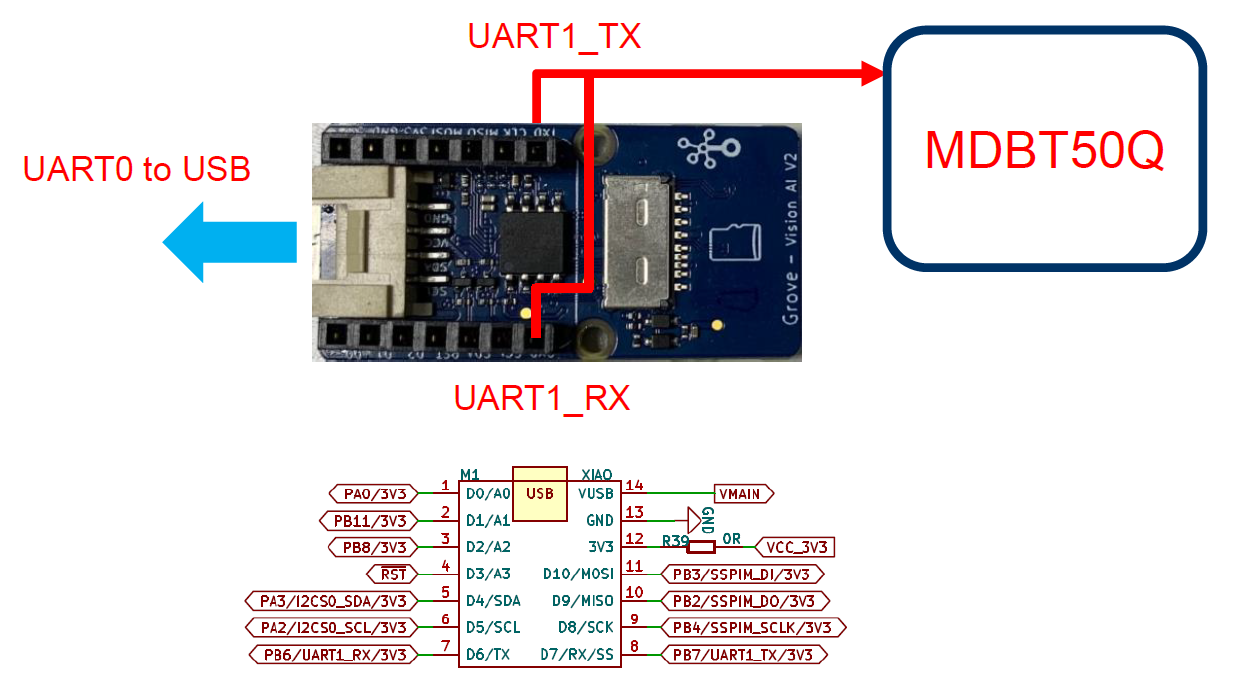 UART1_TX
MDBT50Q
UART0 to USB
TXD CLK MISO MOSI 3V3 GND
GND
VCC
SDA
SCL
Grove - Vision AI V2
UART1_RX
M1 XIAO
USB
PA0/3V3 1 D0/A0 VUSB 14 VMAIN
PB11/3V3 2 D1/A1 GND 13 GND
PB8/3V3 3 D2/A2 3V3 12 R39 0R VCC_3V3
RST 4 D3/A3 D10/MOSI 11 PB3/SSPIM_DI/3V3
PA3/I2CS0_SDA/3V3 5 D4/SDA D9/MISO 10 PB2/SSPIM_DO/3V3
PA2/I2CS0_SCL/3V3 6 D5/SCL D8/SCK 9 PB4/SSPIM_SCLK/3V3
PB6/UART1_RX/3V3 7 D6/TX D7/RX/SS 8 PB7/UART1_TX/3V3